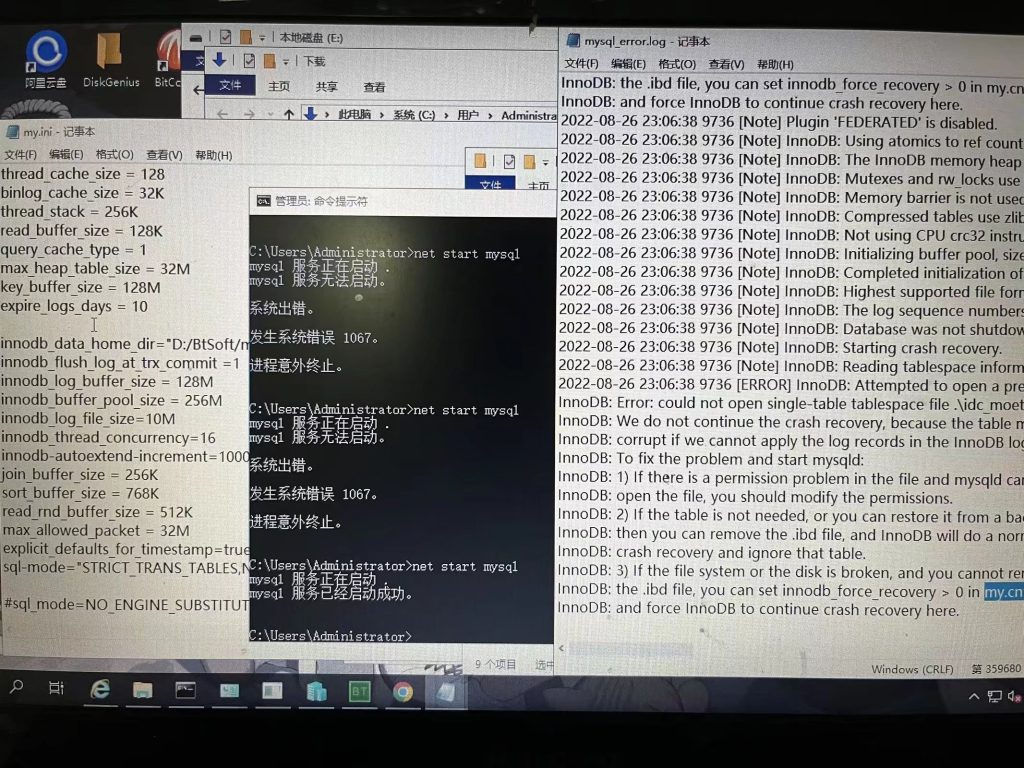 阿里云盘
DiskGenius
本地磁盘 (E:)
下载
文件
主页
共享
查看
此电脑
系统 (C:)
用户
文件
主页
my.ini - 记事本
文件(F) 编辑(E) 格式(O) 查看(V) 帮助(H)
thread_cache_size = 128
binlog_cache_size = 32K
thread_stack = 256K
read_buffer_size = 128K
query_cache_type = 1
max_heap_table_size = 32M
key_buffer_size = 128M
expire_logs_days = 10
innodb_data_home_dir="D:/BtSoft/
innodb_flush_log_at_trx_commit =1
innodb_log_buffer_size = 128M
innodb_buffer_pool_size = 256M
innodb_log_file_size=10M
innodb_thread_concurrency=16
innodb-autoextend-increment=1000
join_buffer_size = 256K
sort_buffer_size = 768K
read_rnd_buffer_size = 512K
max_allowed_packet = 32M
explicit_defaults_for_timestamp=true
sql-mode="STRICT_TRANS_TABLES,
#sql_mode=NO_ENGINE_SUBSTITUT
管理员: 命令提示符
C:\Users\Administrator>net start mysql
mysql 服务正在启动 .
mysql 服务无法启动。
系统出错。
发生系统错误 1067。
进程意外终止。
C:\Users\Administrator>net start mysql
mysql 服务正在启动 .
mysql 服务无法启动。
系统出错。
发生系统错误 1067。
进程意外终止。
C:\Users\Administrator>net start mysql
mysql 服务正在启动 .
mysql 服务已经启动成功。
C:\Users\Administrator>
9 个项目
mysql_error.log - 记事本
文件(F) 编辑(E) 格式(O) 查看(V) 帮助(H)
InnoDB: the .ibd file, you can set innodb_force_recovery > 0 in my.cn
InnoDB: and force InnoDB to continue crash recovery here.
2022-08-26 23:06:38 9736 [Note] Plugin 'FEDERATED' is disabled.
2022-08-26 23:06:38 9736 [Note] InnoDB: Using atomics to ref count
2022-08-26 23:06:38 9736 [Note] InnoDB: The InnoDB memory heap
2022-08-26 23:06:38 9736 [Note] InnoDB: Mutexes and rw_locks use
2022-08-26 23:06:38 9736 [Note] InnoDB: Memory barrier is not used
2022-08-26 23:06:38 9736 [Note] InnoDB: Compressed tables use zlib
2022-08-26 23:06:38 9736 [Note] InnoDB: Not using CPU crc32 instru
2022-08-26 23:06:38 9736 [Note] InnoDB: Initializing buffer pool, size
2022-08-26 23:06:38 9736 [Note] InnoDB: Completed initialization of
2022-08-26 23:06:38 9736 [Note] InnoDB: Highest supported file form
2022-08-26 23:06:38 9736 [Note] InnoDB: The log sequence numbers
2022-08-26 23:06:38 9736 [Note] InnoDB: Database was not shutdow
2022-08-26 23:06:38 9736 [Note] InnoDB: Starting crash recovery.
2022-08-26 23:06:38 9736 [Note] InnoDB: Reading tablespace inform
2022-08-26 23:06:38 9736 [ERROR] InnoDB: Attempted to open a pre
InnoDB: Error: could not open single-table tablespace file .\idc_moet
InnoDB: We do not continue the crash recovery, because the table m
InnoDB: corrupt if we cannot apply the log records in the InnoDB log
InnoDB: To fix the problem and start mysqld:
InnoDB: 1) If there is a permission problem in the file and mysqld can
InnoDB: open the file, you should modify the permissions.
InnoDB: 2) If the table is not needed, or you can restore it from a bac
InnoDB: then you can remove the .ibd file, and InnoDB will do a norm
InnoDB: crash recovery and ignore that table.
InnoDB: 3) If the file system or the disk is broken, and you cannot rem
InnoDB: the .ibd file, you can set innodb_force_recovery > 0 in my.cn
InnoDB: and force InnoDB to continue crash recovery here.
Windows (CRLF)
第 359680
BT